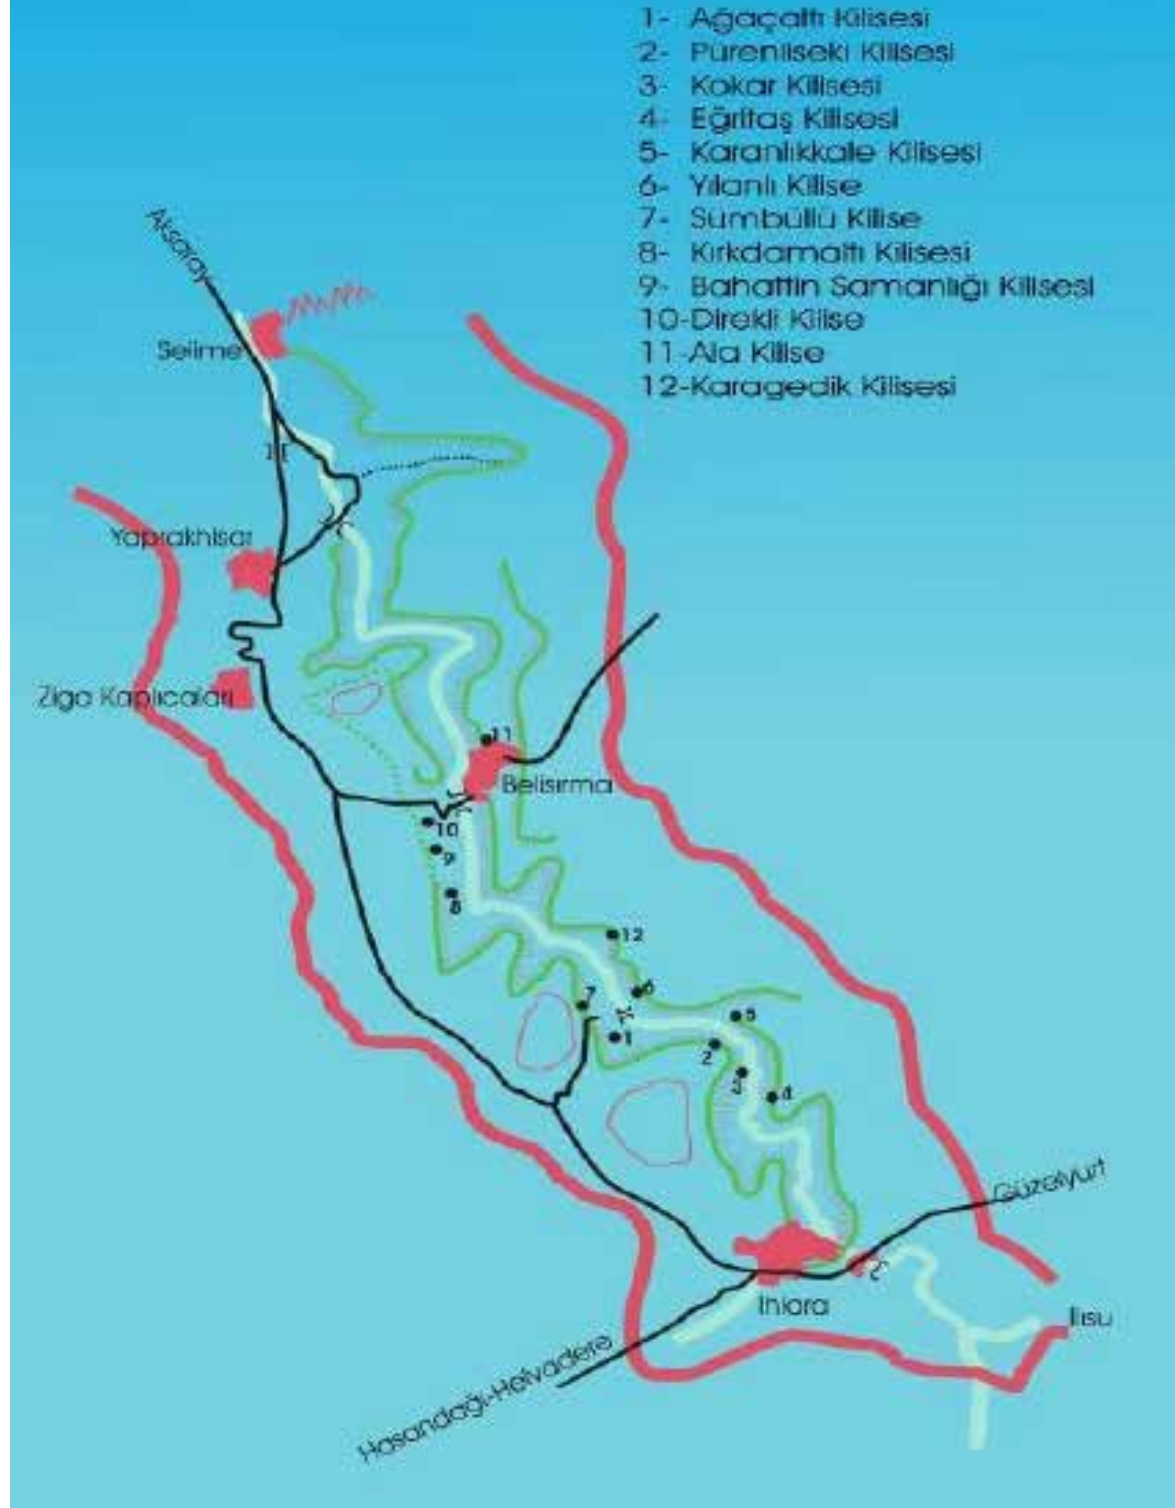 1- Ağaçaltı Kilisesi
2- Pürenliseki Kilisesi
3- Kokar Kilisesi
4- Eğritaş Kilisesi
5- Karanlıkkale Kilisesi
6- Yılanlı Kilise
7- Sümbüllü Kilise
8- Kırkdamaltı Kilisesi
9- Bahattin Samanlığı Kilisesi
10-Direkli Kilise
11-Ala Kilise
12-Karagedik Kilisesi
Aksaray
Selime
Yaprakhisar
Ziga Kaplıcaları
11
Belisırma
10
9
8
12
7
6
1
5
2
3
4
Güzelyurt
Ihlara
Ilısu
Hasandağı-Helvadere